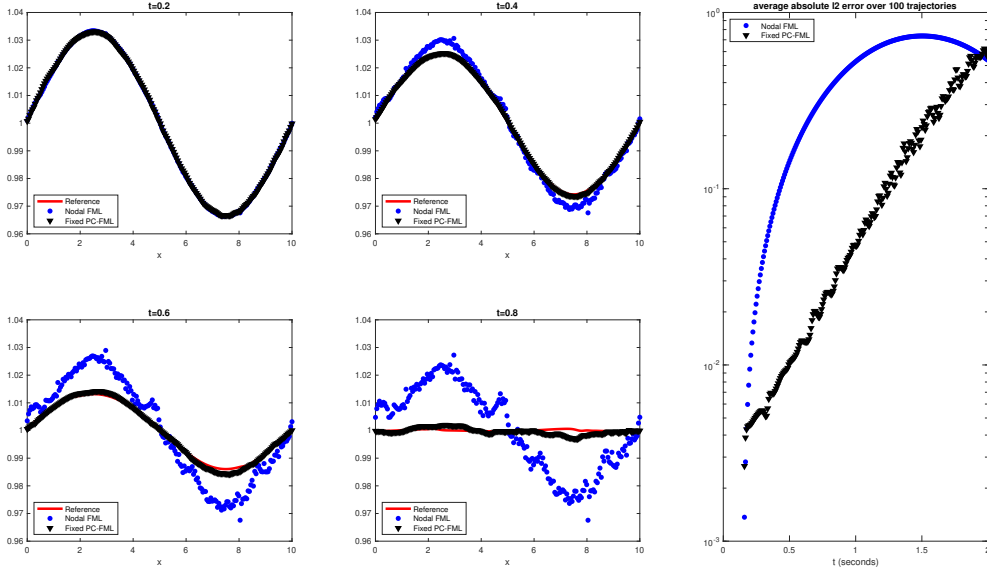 t=0.2
1.04
1.03
1.02
1.01
1
0.99
0.98
0.97
0.96
Reference
Nodal FML
Fixed PC-FML
0 2 4 6 8 10
x
t=0.4
1.04
1.03
1.02
1.01
1
0.99
0.98
0.97
0.96
Reference
Nodal FML
Fixed PC-FML
0 2 4 6 8 10
x
t=0.6
1.04
1.03
1.02
1.01
1
0.99
0.98
0.97
0.96
Reference
Nodal FML
Fixed PC-FML
0 2 4 6 8 10
x
t=0.8
1.04
1.03
1.02
1.01
1
0.99
0.98
0.97
0.96
Reference
Nodal FML
Fixed PC-FML
0 2 4 6 8 10
x
average absolute l2 error over 100 trajectories
10^0
10^-1
10^-2
10^-3
Nodal FML
Fixed PC-FML
0 0.5 1 1.5 2
t (seconds)